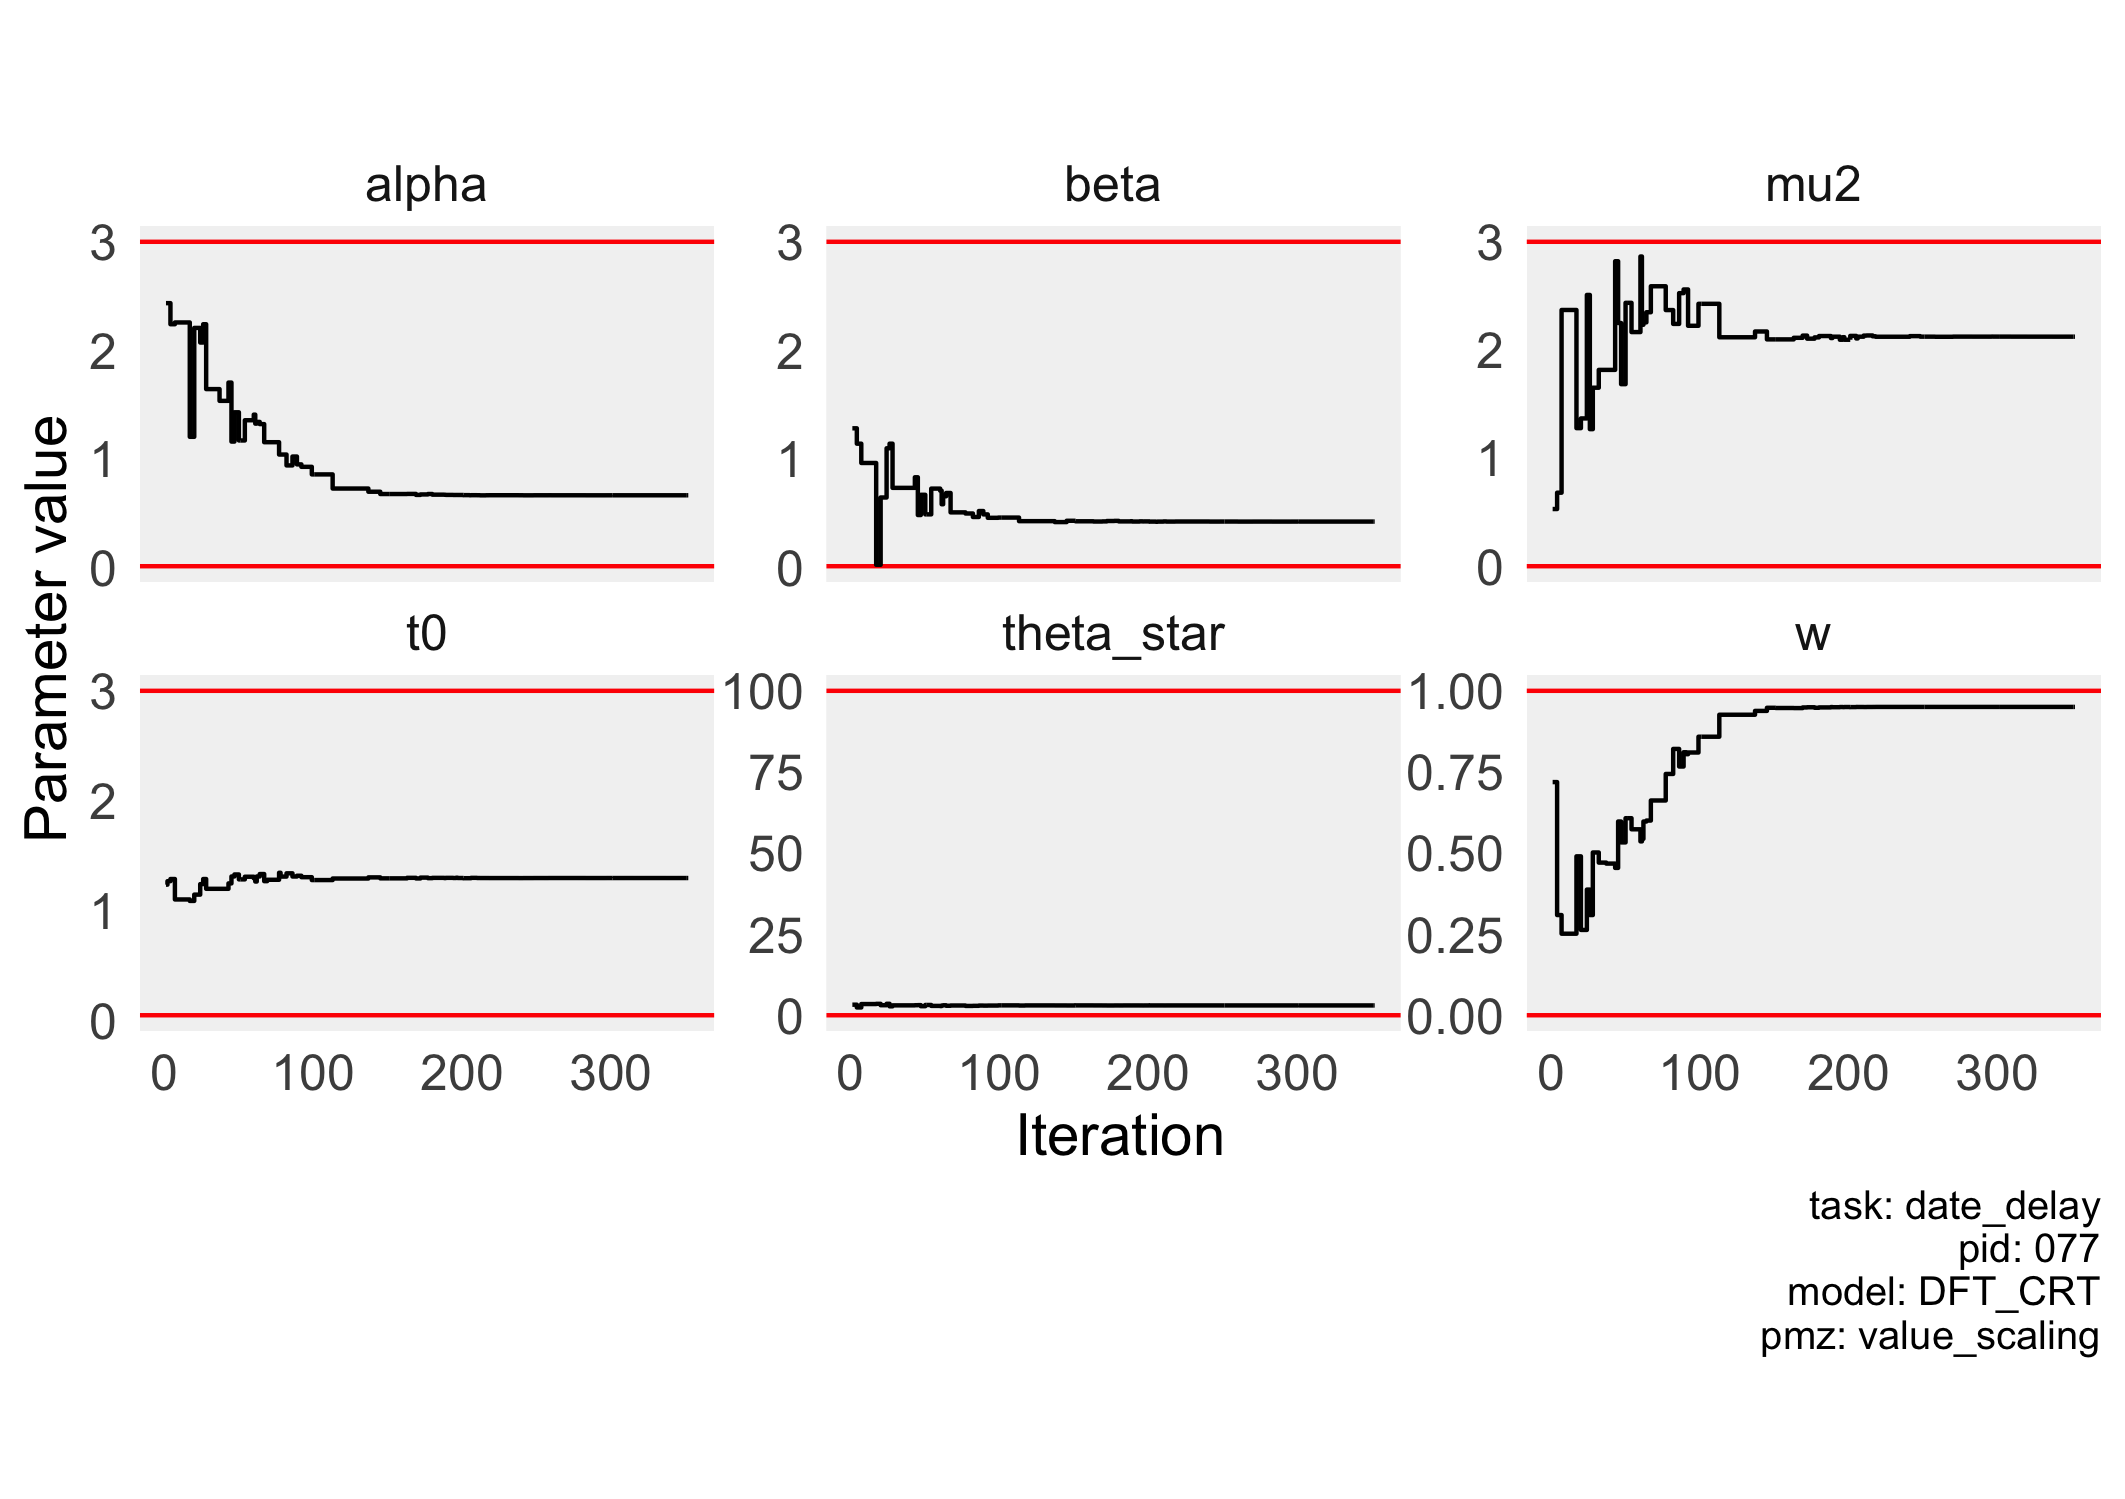 alpha beta mu2
3 3 3
2 2 2
1 1 1
0 0 0
t0 theta_star w
3 100 1.00
75 0.75
2
50 0.50
1
25 0.25
0 0 0.00
0 100 200 300 0 100 200 300 0 100 200 300
Parameter value
Iteration
task: date_delay
pid: 077
model: DFT_CRT
pmz: value_scaling